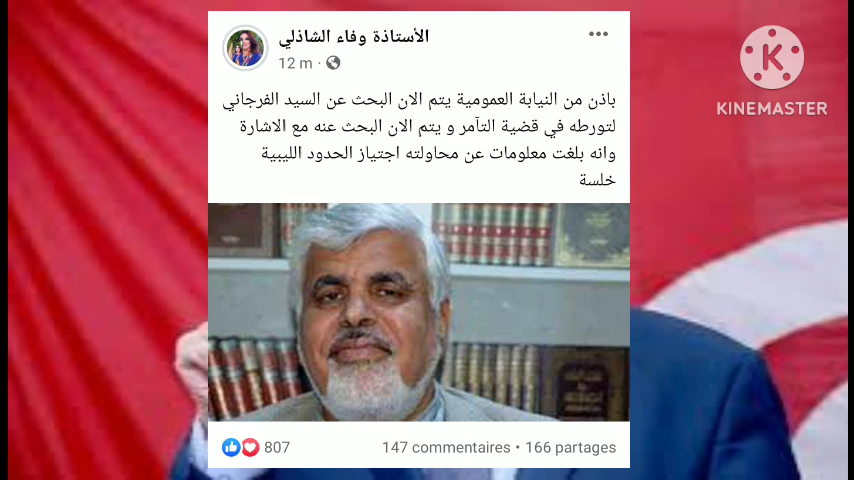 الأستاذة وفاء الشاذلي
12 m
KINEMASTER
باذن من النيابة العمومية يتم الان البحث عن السيد الفرجاني
لتورطه في قضية التآمر و يتم الان البحث عنه مع الاشارة
وانه بلغت معلومات عن محاولته اجتياز الحدود الليبية
خلسة
807
147 commentaires • 166 partages